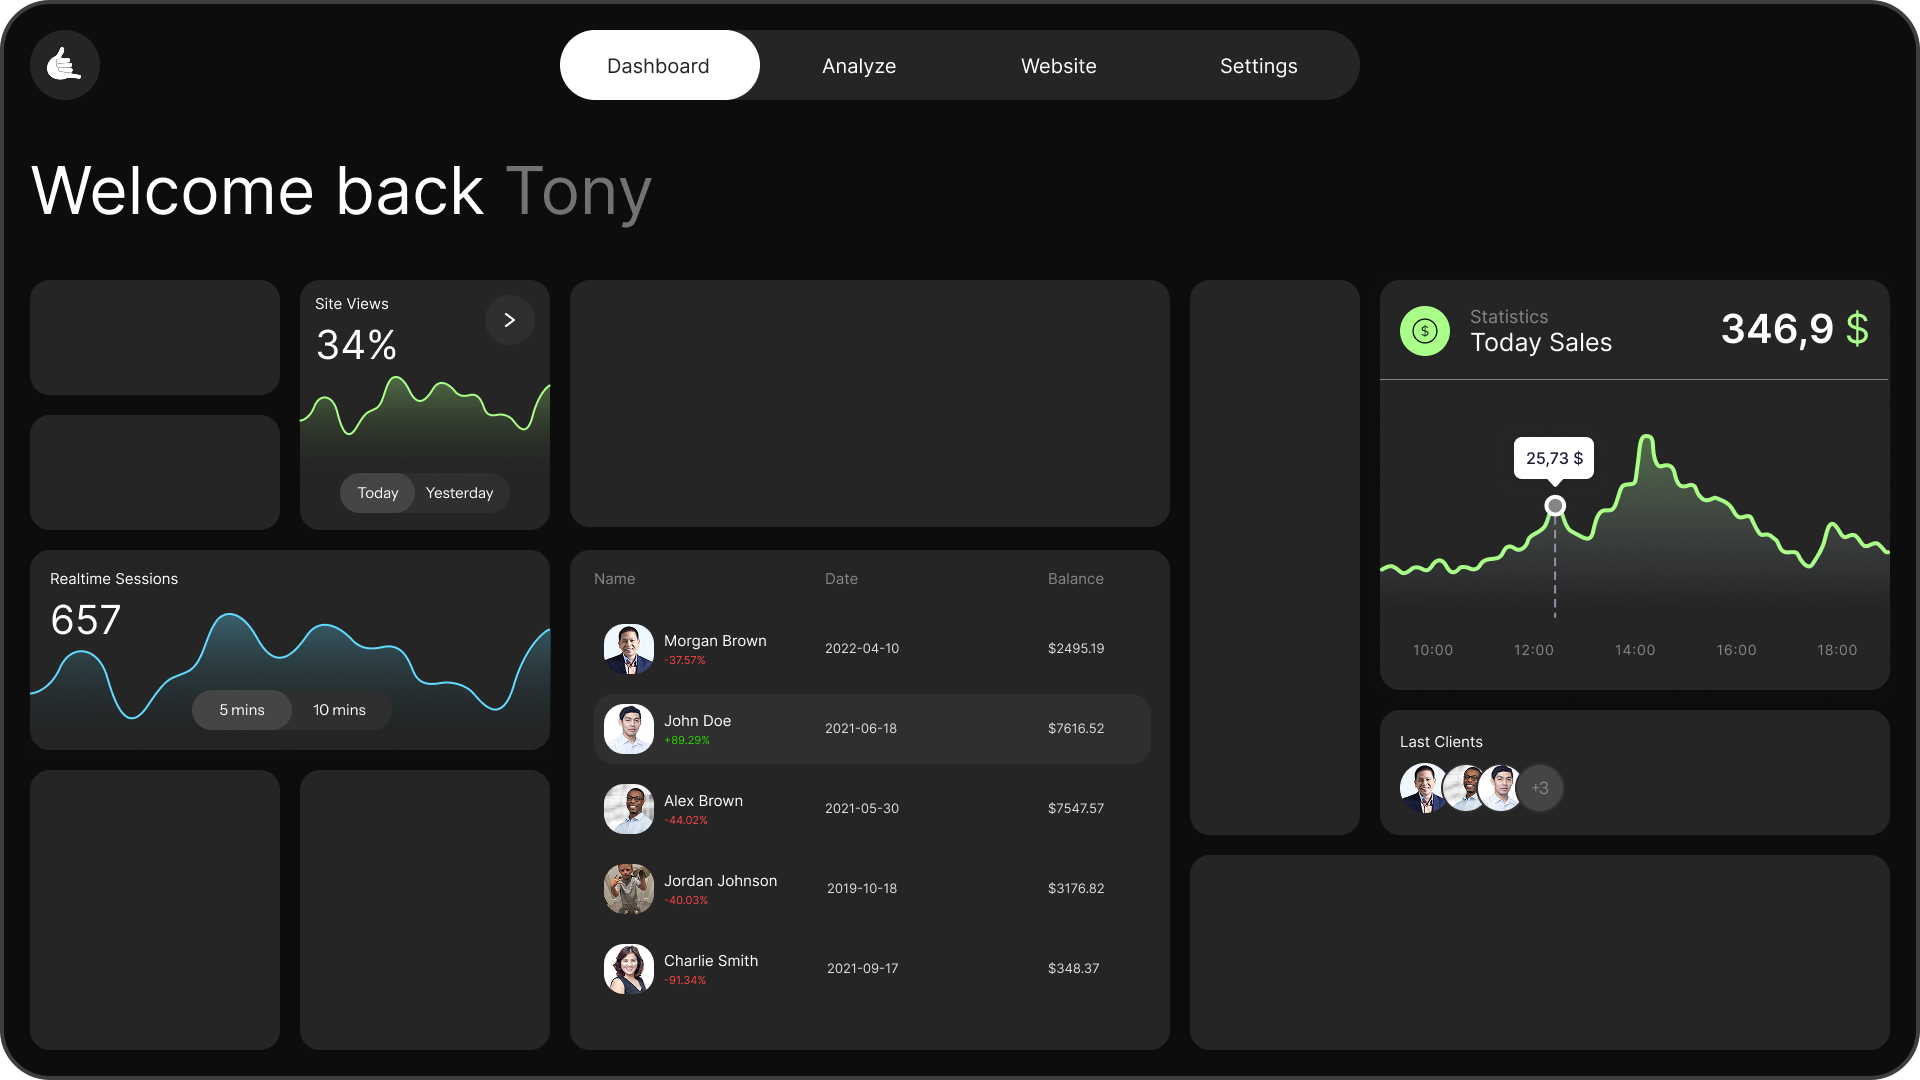 Dashboard
Analyze
Website
Settings
Welcome back Tony
Site Views
34%
Today
Yesterday
Statistics
Today Sales
346,9 $
$
25,73 $
10:00
12:00
14:00
16:00
18:00
Realtime Sessions
657
5 mins
10 mins
Name
Date
Balance
Morgan Brown
-37.57%
2022-04-10
$2495.19
John Doe
+89.29%
2021-06-18
$7616.52
Alex Brown
-44.02%
2021-05-30
$7547.57
Jordan Johnson
-40.03%
2019-10-18
$3176.82
Charlie Smith
-91.34%
2021-09-17
$348.37
Last Clients
+3